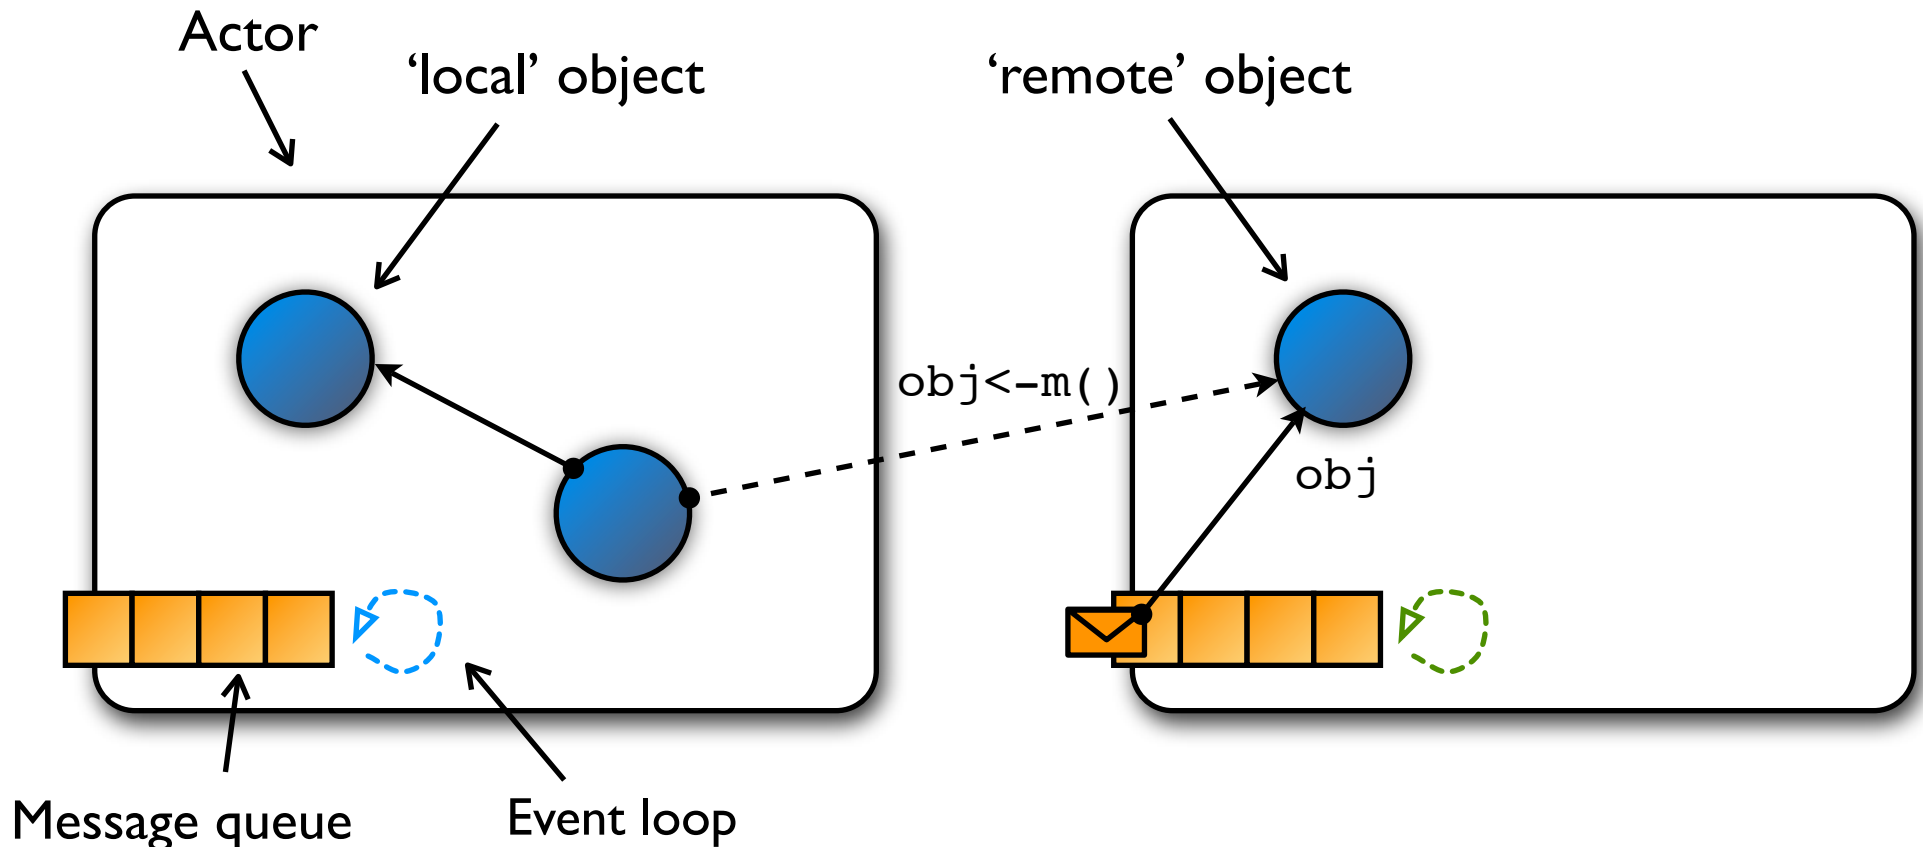 Actor
‘local’ object
‘remote’ object
obj<-m()
obj
Message queue
Event loop